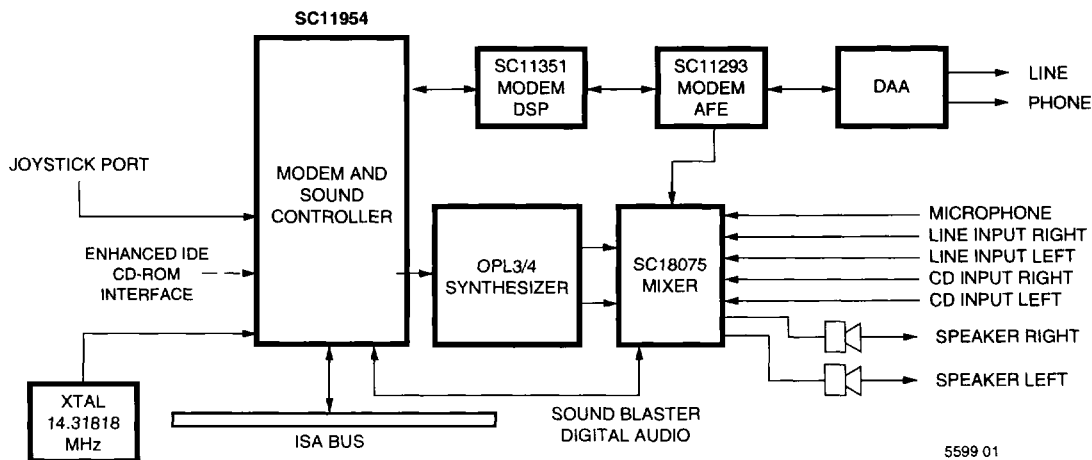 SC11954
MODEM AND
SOUND
CONTROLLER
SC11351
MODEM
DSP
SC11293
MODEM
AFE
DAA
LINE
PHONE
JOYSTICK PORT
ENHANCED IDE
CD-ROM
INTERFACE
OPL3/4
SYNTHESIZER
SC18075
MIXER
MICROPHONE
LINE INPUT RIGHT
LINE INPUT LEFT
CD INPUT RIGHT
CD INPUT LEFT
SPEAKER RIGHT
SPEAKER LEFT
XTAL
14.31818
MHz
ISA BUS
SOUND BLASTER
DIGITAL AUDIO
5599 01